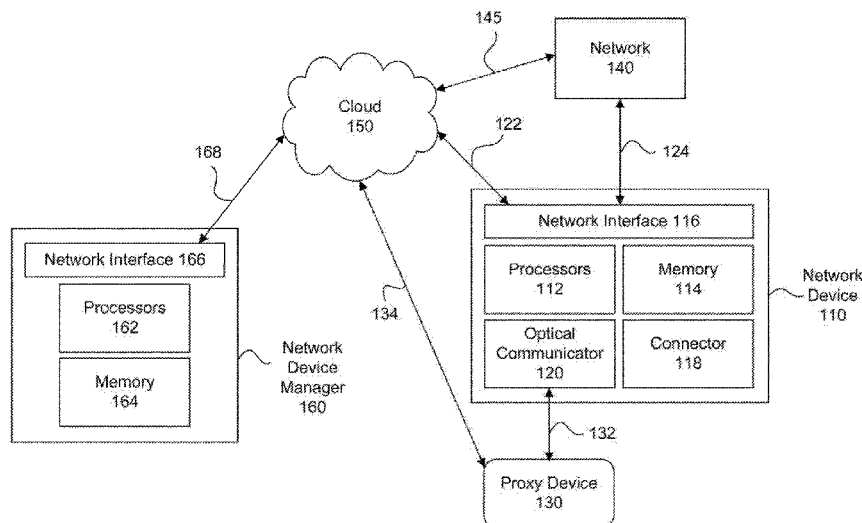 145
Network
140
Cloud
150
122
124
168
Network Interface 116
Network Interface 166
Processors
112
Memory
114
Network
Device
110
Processors
162
134
Optical
Communicator
120
Connector
118
Network
Device
Manager
160
Memory
164
132
Proxy Device
130